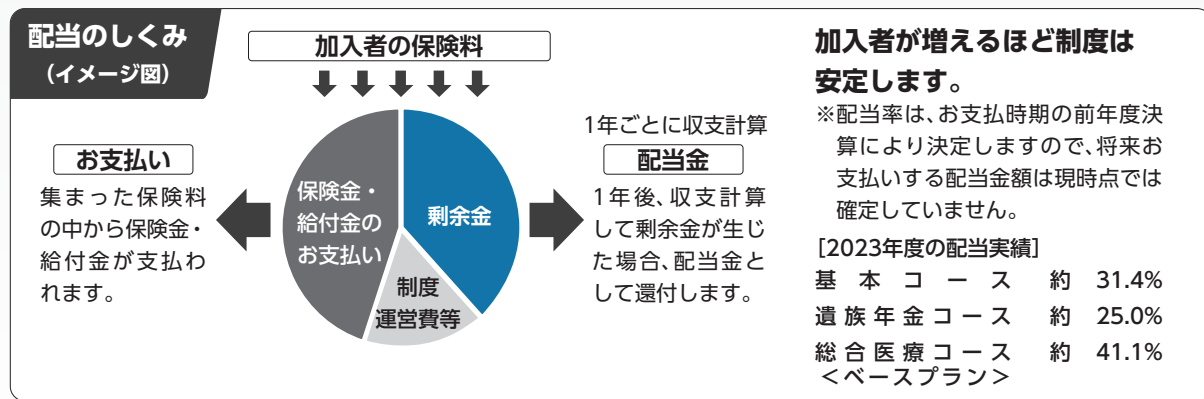 配当のしくみ
（イメージ図）
加入者の保険料
お支払い
集まった保険料
の中から保険金・
給付金が支払わ
れます。
保険金・
給付金の
お支払い
剰余金
制度
運営費等
1年ごとに収支計算
配当金
1年後、収支計算
して剰余金が生じ
た場合、配当金と
して還付します。
加入者が増えるほど制度は
安定します。
※配当率は、お支払時期の前年度決
算により決定しますので、将来お
支払いする配当金額は現時点では
確定していません。
［2023年度の配当実績］
基本コース 約 31.4%
遺族年金コース 約 25.0%
総合医療コース 約 41.1%
＜ベースプラン＞